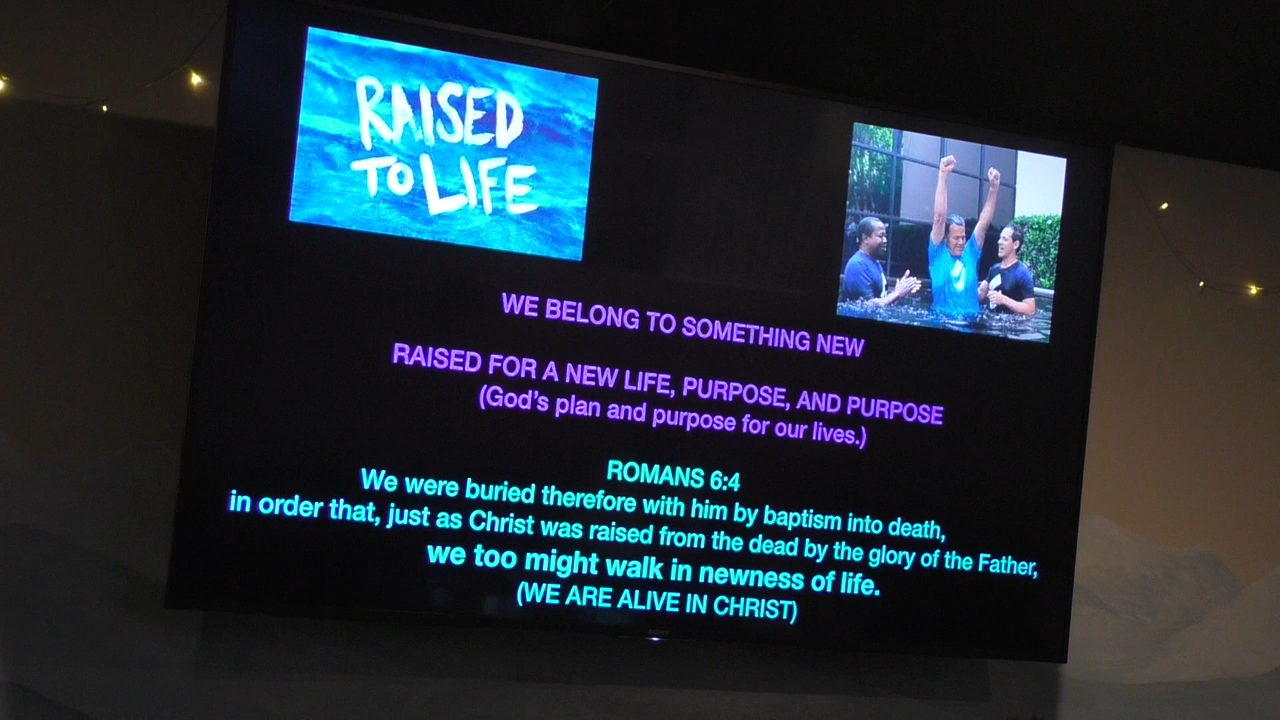 RAISED
TO LIFE
WE BELONG TO SOMETHING NEW
RAISED FOR A NEW LIFE, PURPOSE, AND PURPOSE
(God's plan and purpose for our lives.)
ROMANS 6:4
We were buried therefore with him by baptism into death,
in order that, just as Christ was raised from the dead by the glory of the Father,
we too might walk in newness of life.
(WE ARE ALIVE IN CHRIST)